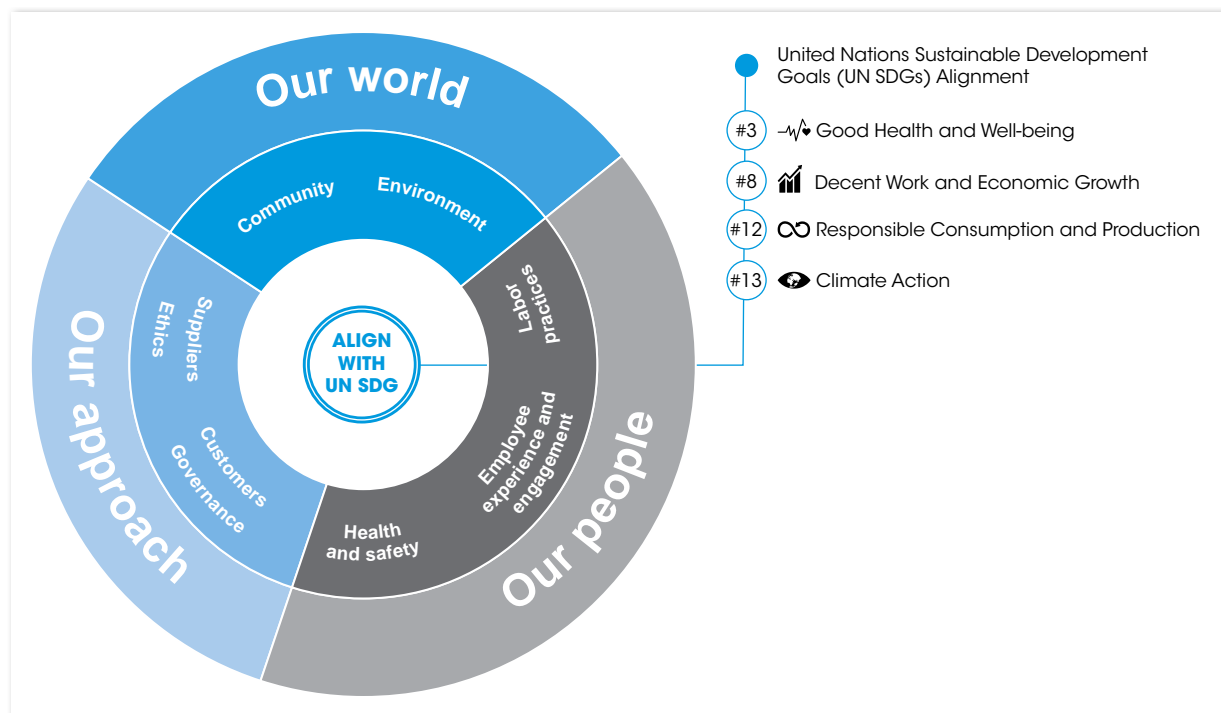 Our world
Community
Environment
Our approach
Ethics
Suppliers
Customers
Governance
Our people
Labor
practices
Employee
experience and
engagement
Health
and safety
ALIGN
WITH
UN SDG
United Nations Sustainable Development
Goals (UN SDGs) Alignment
#3 Good Health and Well-being
#8 Decent Work and Economic Growth
#12 Responsible Consumption and Production
#13 Climate Action